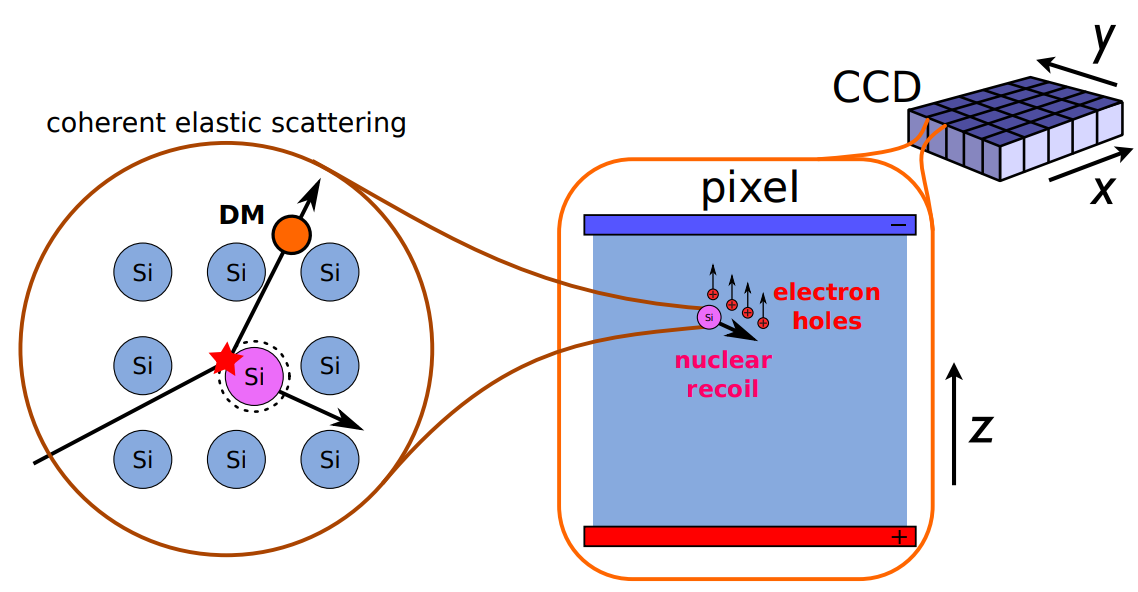 coherent elastic scattering
DM
Si Si Si
Si Si Si
Si Si Si
pixel
−
Si
electron
holes
nuclear
recoil
+
z
CCD
y
x